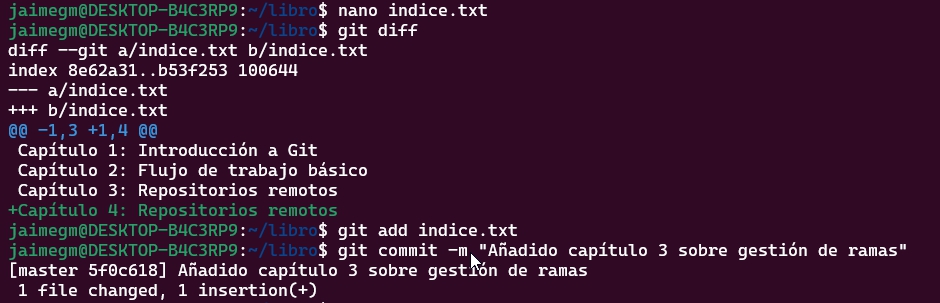 jaimegm@DESKTOP-B4C3RP9:~/libro$ nano indice.txt
jaimegm@DESKTOP-B4C3RP9:~/libro$ git diff
diff --git a/indice.txt b/indice.txt
index 8e62a31..b53f253 100644
--- a/indice.txt
+++ b/indice.txt
@@ -1,3 +1,4 @@
 Capítulo 1: Introducción a Git
 Capítulo 2: Flujo de trabajo básico
 Capítulo 3: Repositorios remotos
+Capítulo 4: Repositorios remotos
jaimegm@DESKTOP-B4C3RP9:~/libro$ git add indice.txt
jaimegm@DESKTOP-B4C3RP9:~/libro$ git commit -m "Añadido capítulo 3 sobre gestión de ramas"
[master 5f0c618] Añadido capítulo 3 sobre gestión de ramas
 1 file changed, 1 insertion(+)